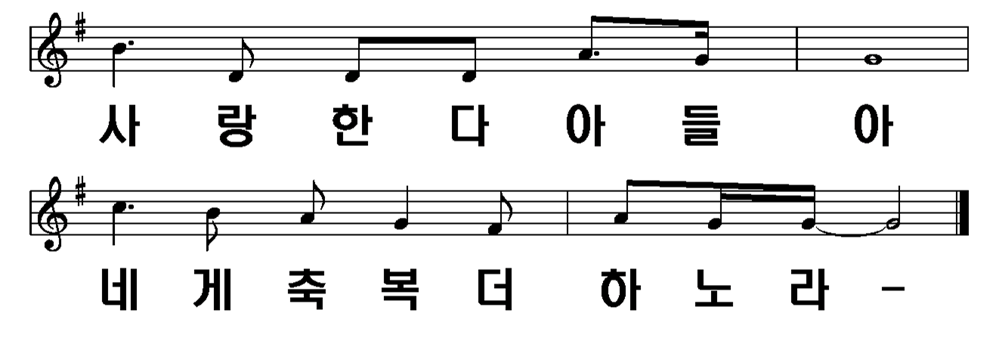 사 랑 한 다 아 들 아
네 게 축 복 더 하 노 라 -